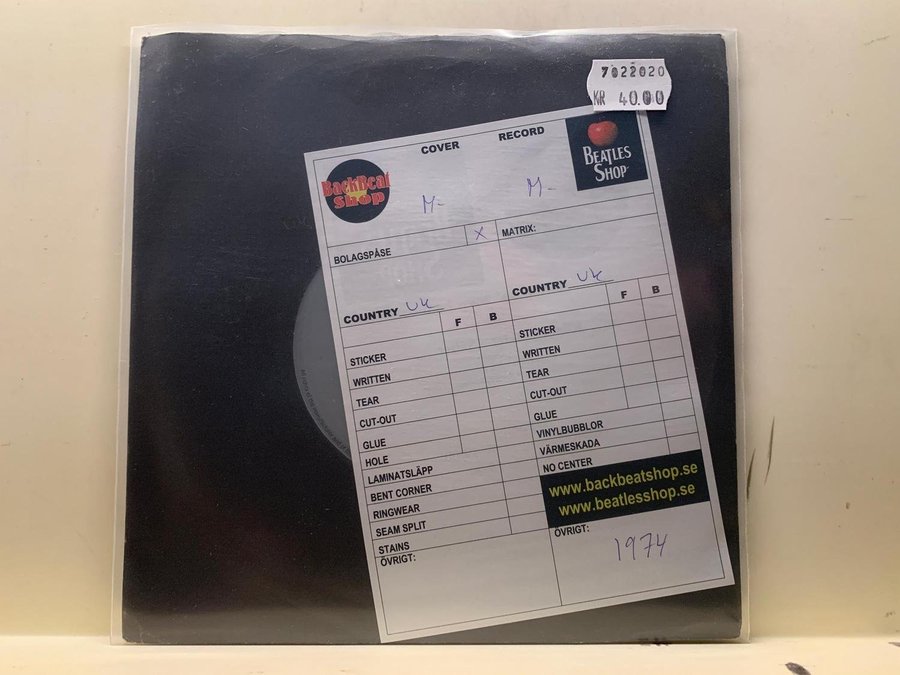 7022020
KR 40.00
COVER
RECORD
BackBeat
shop
BEATLES
SHOP
M-
M-
BOLAGSPÅSE
X
MATRIX:
COUNTRY UK
COUNTRY UK
F
B
F
B
STICKER
WRITTEN
TEAR
CUT-OUT
GLUE
HOLE
LAMINATSLÄPP
BENT CORNER
RINGWEAR
SEAM SPLIT
STAINS
ÖVRIGT:
STICKER
WRITTEN
TEAR
CUT-OUT
GLUE
VINYLBUBBLOR
VÄRMESKADA
NO CENTER
www.backbeatshop.se
www.beatlesshop.se
ÖVRIGT:
1974